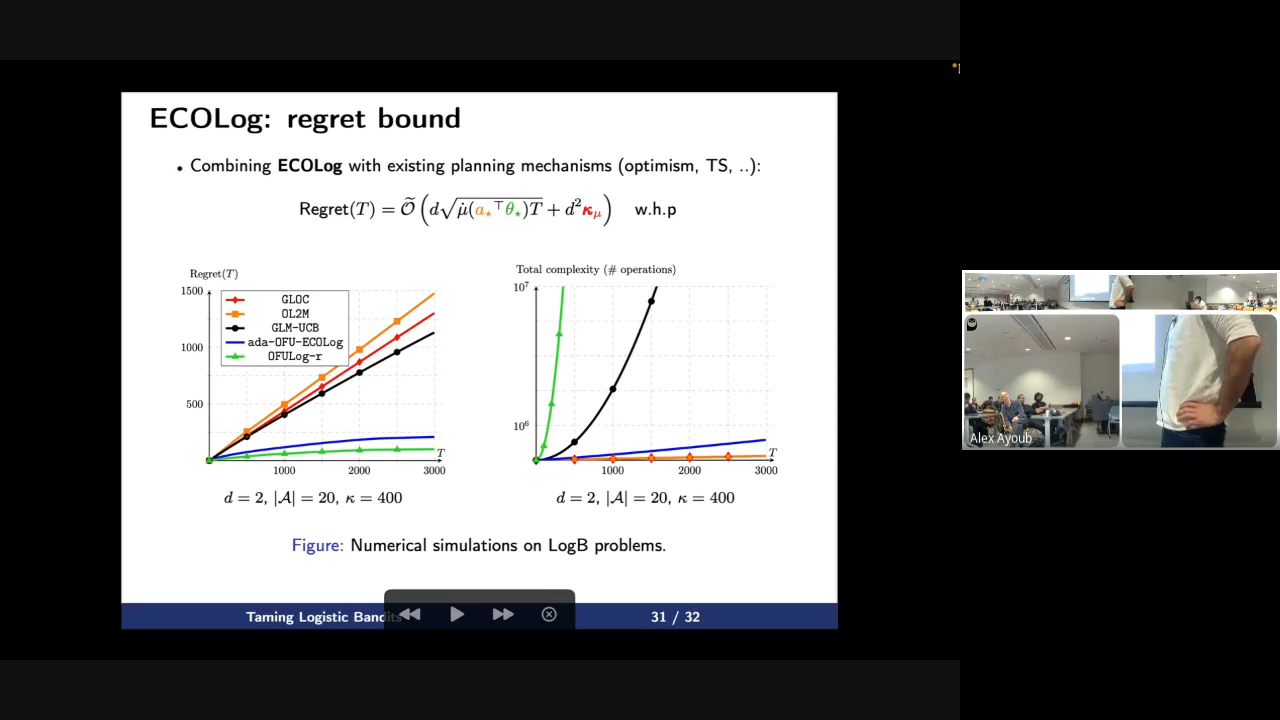 ECOLog: regret bound
• Combining ECOLog with existing planning mechanisms (optimism, TS, ..):
Regret(T) = Õ (d√μ̇(a⋆⊤θ⋆)T + d²κμ) w.h.p
Regret(T)
1500
1000
500
1000
2000
3000
T
GLOC
OL2M
GLM-UCB
ada-OFU-ECOLog
OFULog-r
d = 2, |𝒜| = 20, κ = 400
Total complexity (# operations)
10⁷
10⁶
1000
2000
3000
T
d = 2, |𝒜| = 20, κ = 400
Figure: Numerical simulations on LogB problems.
Taming Logistic Bandits
31 / 32
Alex Ayoub